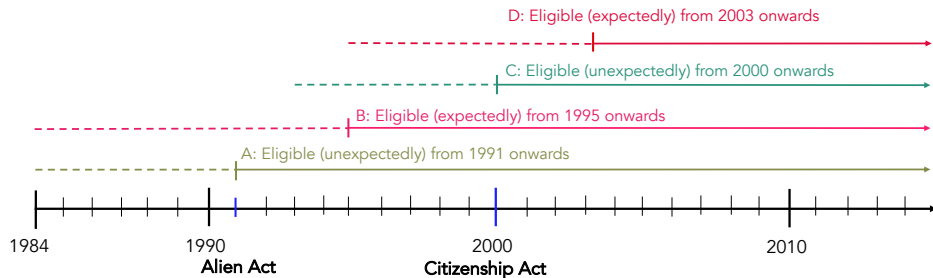 D: Eligible (expectedly) from 2003 onwards
C: Eligible (unexpectedly) from 2000 onwards
B: Eligible (expectedly) from 1995 onwards
A: Eligible (unexpectedly) from 1991 onwards
1984 1990 2000 2010
Alien Act Citizenship Act